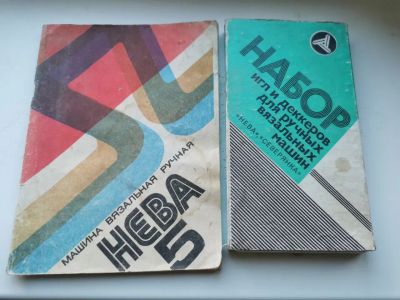 МАШИНА ВЯЗАЛЬНАЯ РУЧНАЯ
НЕВА
5
НАБОР
игл и деккеров
для ручных
вязальных
машин
«НЕВА», «СЕВЕРЯНКА»